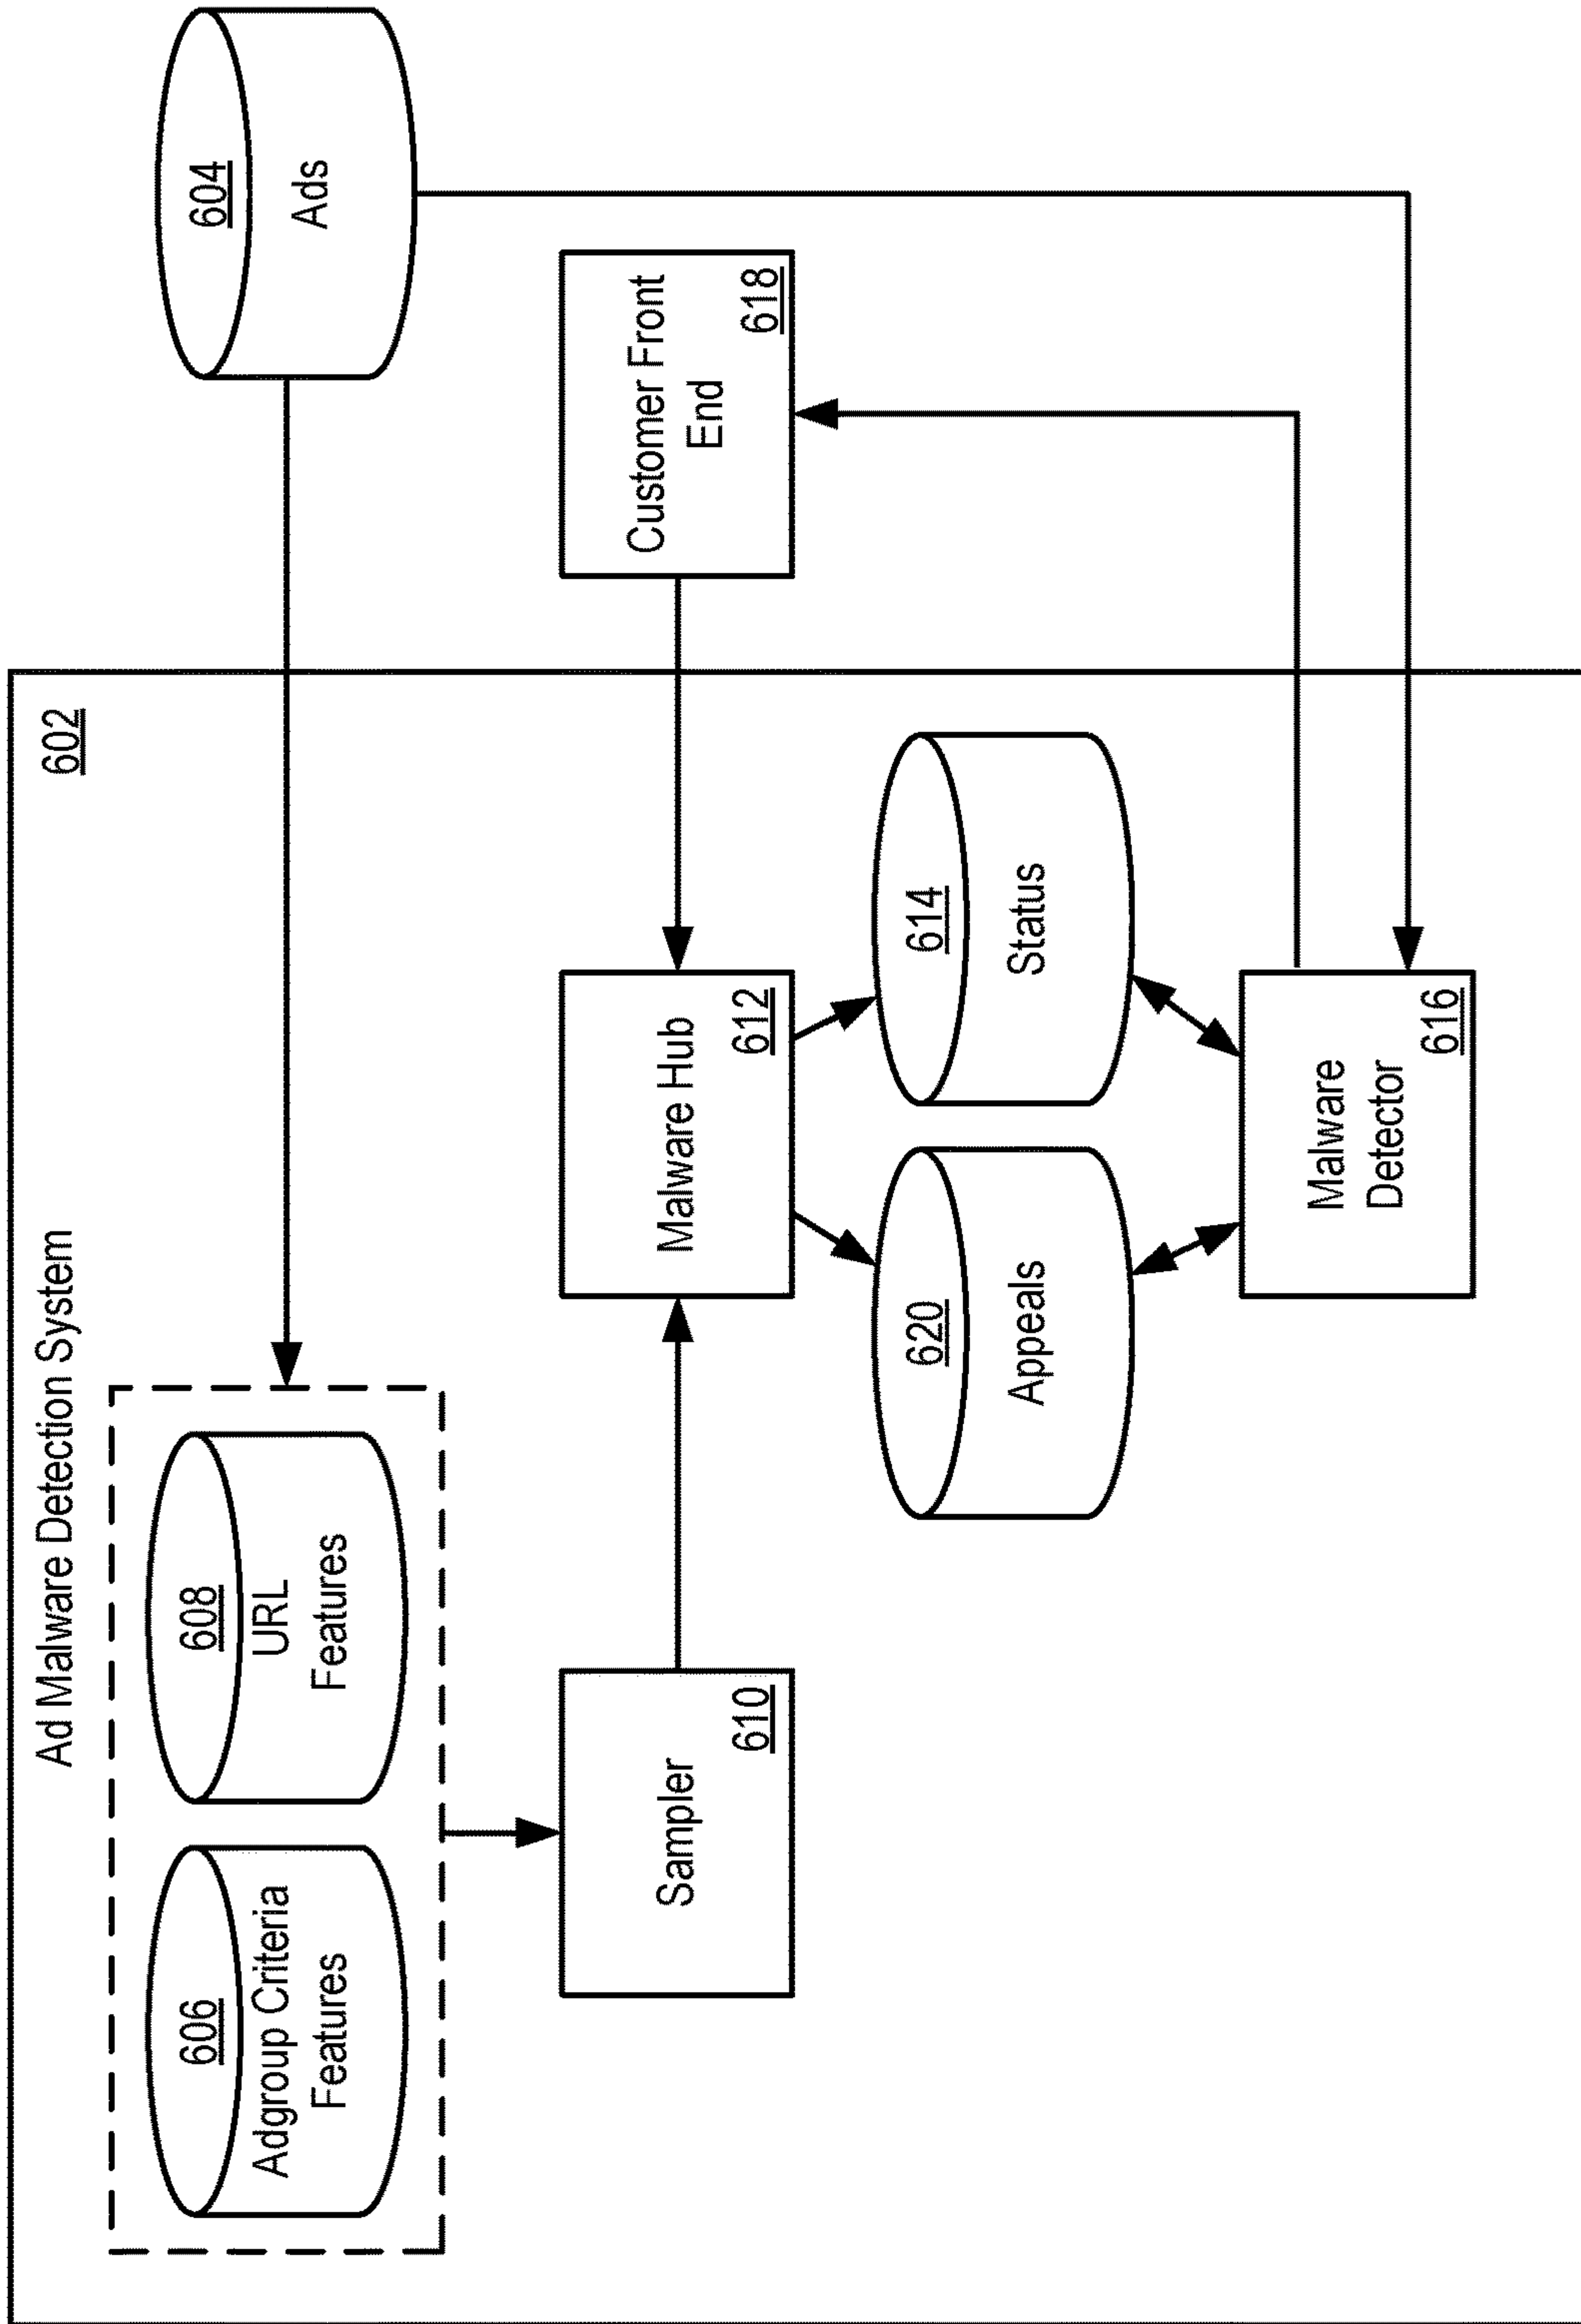 Ad Malware Detection System
602
606
Adgroup Criteria
Features
608
URL
Features
604
Ads
Sampler
610
Malware Hub
612
Customer Front
End
618
620
Appeals
614
Status
Malware
Detector
616